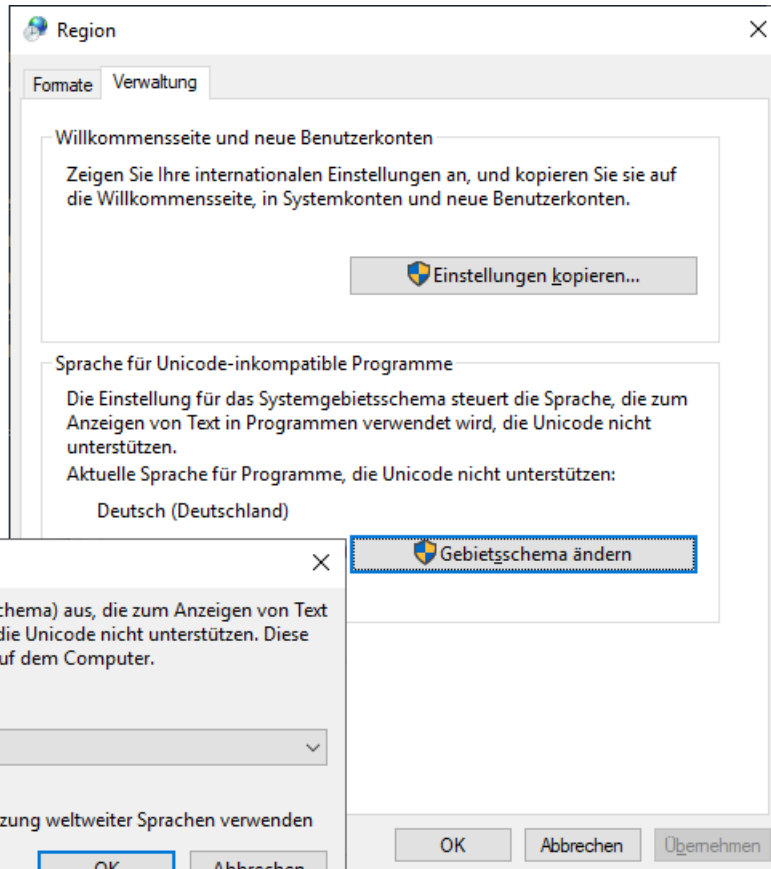 Region
Formate
Verwaltung
Willkommensseite und neue Benutzerkonten
Zeigen Sie Ihre internationalen Einstellungen an, und kopieren Sie sie auf
die Willkommensseite, in Systemkonten und neue Benutzerkonten.
Einstellungen kopieren...
Sprache für Unicode-inkompatible Programme
Die Einstellung für das Systemgebietsschema steuert die Sprache, die zum
Anzeigen von Text in Programmen verwendet wird, die Unicode nicht
unterstützen.
Aktuelle Sprache für Programme, die Unicode nicht unterstützen:
Deutsch (Deutschland)
Gebietsschema ändern
chema) aus, die zum Anzeigen von Text
die Unicode nicht unterstützen. Diese
uf dem Computer.
zung weltweiter Sprachen verwenden
OK
Abbrechen
OK
Abbrechen
Übernehmen